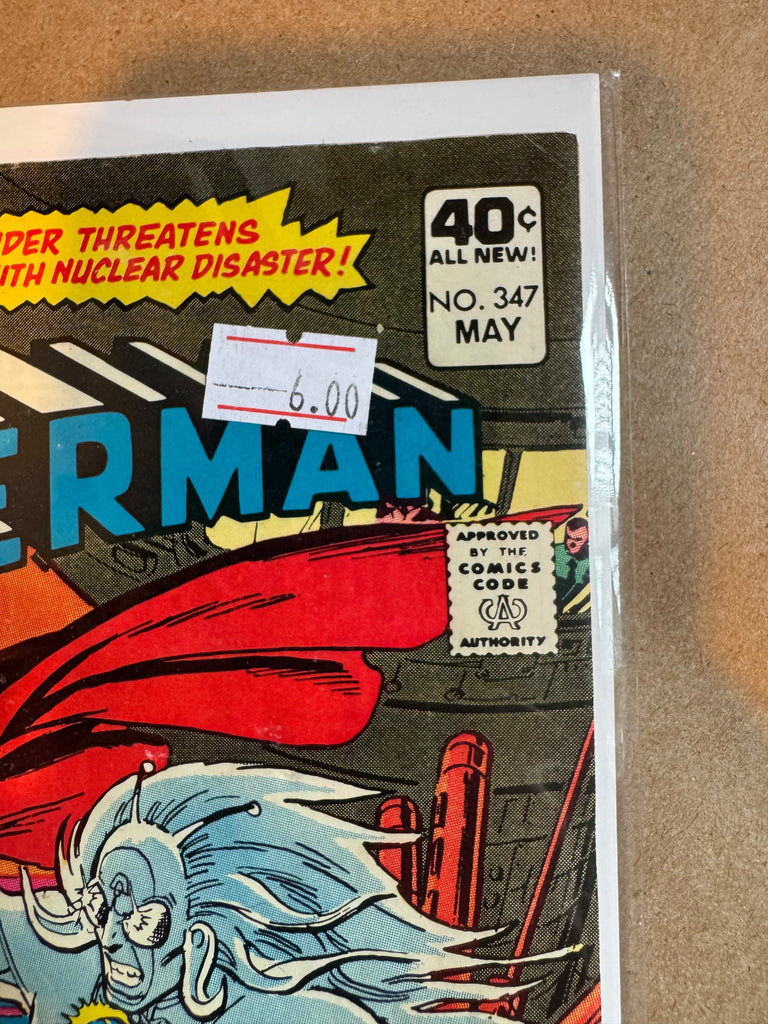 DER THREATENS
ITH NUCLEAR DISASTER!
40¢
ALL NEW!
NO. 347
MAY
6.00
ERMAN
APPROVED
BY THE
COMICS
CODE
CA
AUTHORITY